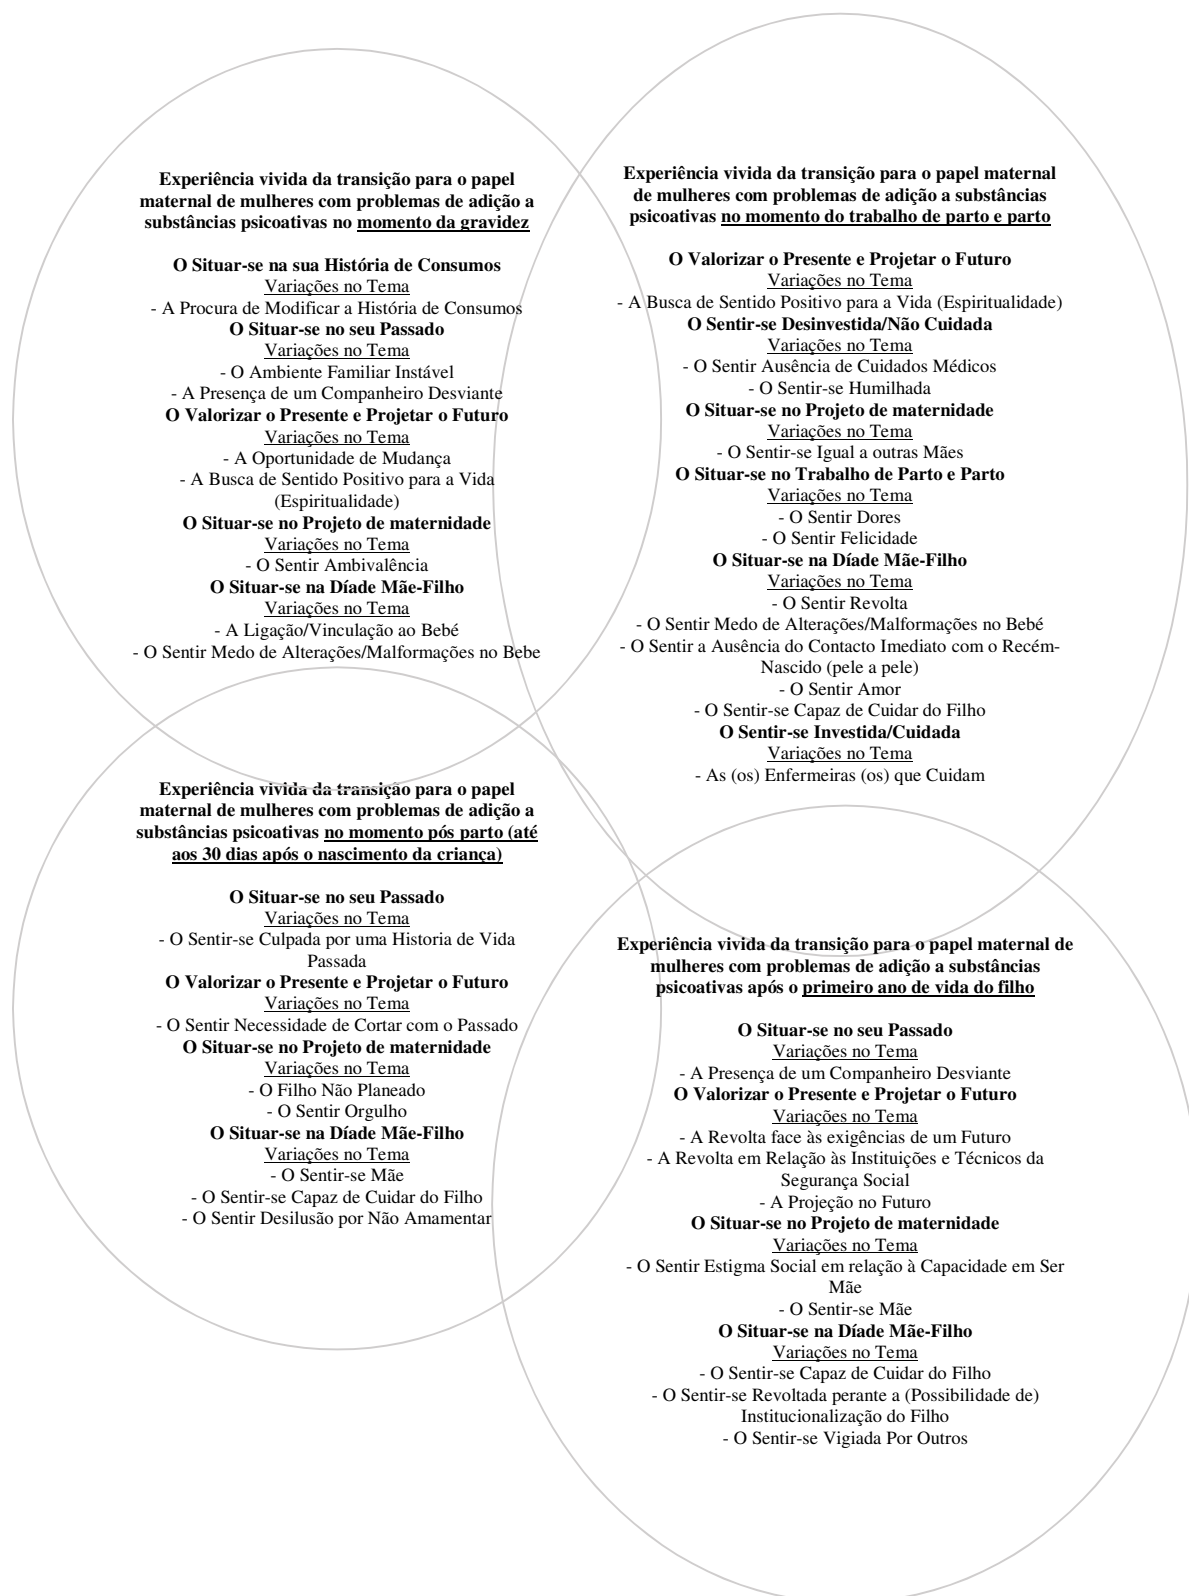 Experiência vivida da transição para o papel
maternal de mulheres com problemas de adição a
substâncias psicoativas no momento da gravidez
O Situar-se na sua História de Consumos
Variações no Tema
- A Procura de Modificar a História de Consumos
O Situar-se no seu Passado
Variações no Tema
- O Ambiente Familiar Instável
- A Presença de um Companheiro Desviante
O Valorizar o Presente e Projetar o Futuro
Variações no Tema
- A Oportunidade de Mudança
- A Busca de Sentido Positivo para a Vida
(Espiritualidade)
O Situar-se no Projeto de maternidade
Variações no Tema
- O Sentir Ambivalência
O Situar-se na Díade Mãe-Filho
Variações no Tema
- A Ligação/Vinculação ao Bebé
- O Sentir Medo de Alterações/Malformações no Bebe
Experiência vivida da transição para o papel maternal
de mulheres com problemas de adição a substâncias
psicoativas no momento do trabalho de parto e parto
O Valorizar o Presente e Projetar o Futuro
Variações no Tema
- A Busca de Sentido Positivo para a Vida (Espiritualidade)
O Sentir-se Desinvestida/Não Cuidada
Variações no Tema
- O Sentir Ausência de Cuidados Médicos
- O Sentir-se Humilhada
O Situar-se no Projeto de maternidade
Variações no Tema
- O Sentir-se Igual a outras Mães
O Situar-se no Trabalho de Parto e Parto
Variações no Tema
- O Sentir Dores
- O Sentir Felicidade
O Situar-se na Díade Mãe-Filho
Variações no Tema
- O Sentir Revolta
- O Sentir Medo de Alterações/Malformações no Bebé
- O Sentir a Ausência do Contacto Imediato com o Recém-
Nascido (pele a pele)
- O Sentir Amor
- O Sentir-se Capaz de Cuidar do Filho
O Sentir-se Investida/Cuidada
Variações no Tema
- As (os) Enfermeiras (os) que Cuidam
Experiência vivida da transição para o papel
maternal de mulheres com problemas de adição a
substâncias psicoativas no momento pós parto (até
aos 30 dias após o nascimento da criança)
O Situar-se no seu Passado
Variações no Tema
- O Sentir-se Culpada por uma Historia de Vida
Passada
O Valorizar o Presente e Projetar o Futuro
Variações no Tema
- O Sentir Necessidade de Cortar com o Passado
O Situar-se no Projeto de maternidade
Variações no Tema
- O Filho Não Planeado
- O Sentir Orgulho
O Situar-se na Díade Mãe-Filho
Variações no Tema
- O Sentir-se Mãe
- O Sentir-se Capaz de Cuidar do Filho
- O Sentir Desilusão por Não Amamentar
Experiência vivida da transição para o papel maternal de
mulheres com problemas de adição a substâncias
psicoativas após o primeiro ano de vida do filho
O Situar-se no seu Passado
Variações no Tema
- A Presença de um Companheiro Desviante
O Valorizar o Presente e Projetar o Futuro
Variações no Tema
- A Revolta face às exigências de um Futuro
- A Revolta em Relação às Instituições e Técnicos da
Segurança Social
- A Projeção no Futuro
O Situar-se no Projeto de maternidade
Variações no Tema
- O Sentir Estigma Social em relação à Capacidade em Ser
Mãe
- O Sentir-se Mãe
O Situar-se na Díade Mãe-Filho
Variações no Tema
- O Sentir-se Capaz de Cuidar do Filho
- O Sentir-se Revoltada perante a (Possibilidade de)
Institucionalização do Filho
- O Sentir-se Vigiada Por Outros